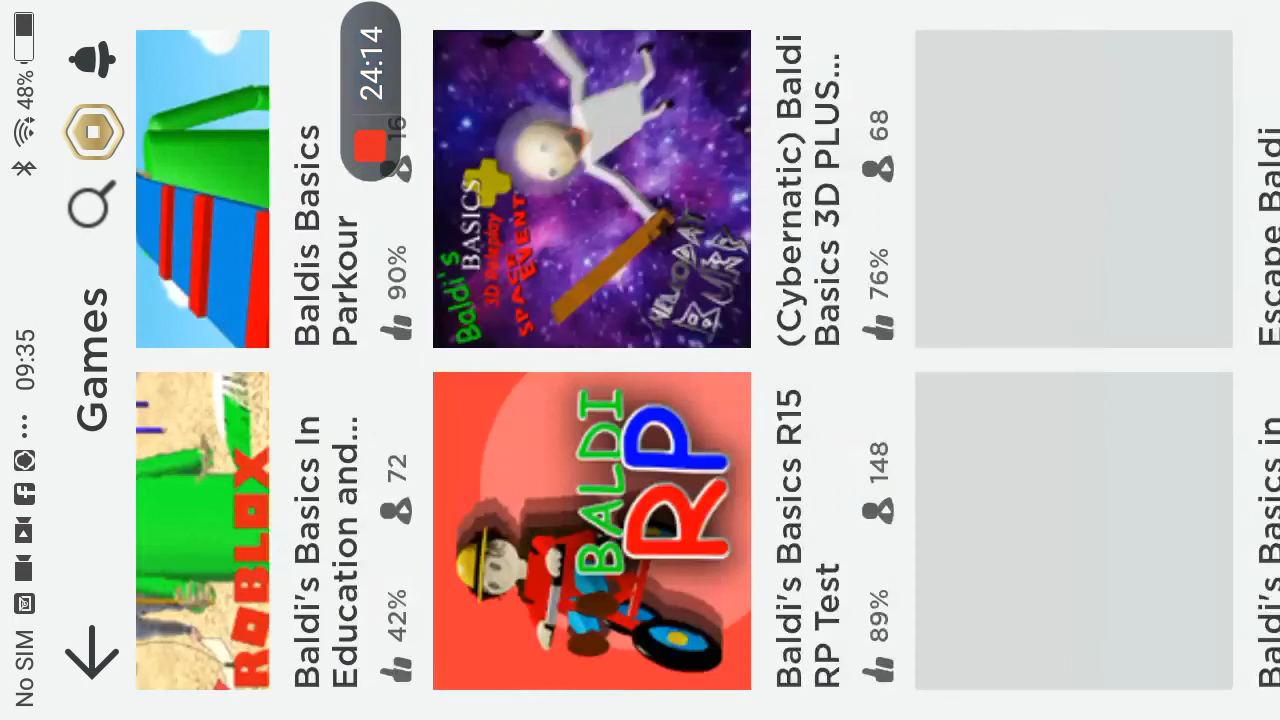 No SIM ... 09:35 48%
Games
24:14
ROBLOX
Baldi's Basics In
Education and...
42% 72
Baldis Basics
Parkour
90% 16
BALDI
RP
Baldi's Basics R15
RP Test
89% 148
Baldi's
BASICS
3D Roleplay
SPACE
EVENT
(Cybernatic) Baldi
Basics 3D PLUS...
76% 68
Baldi's Basics in
Escape Baldi